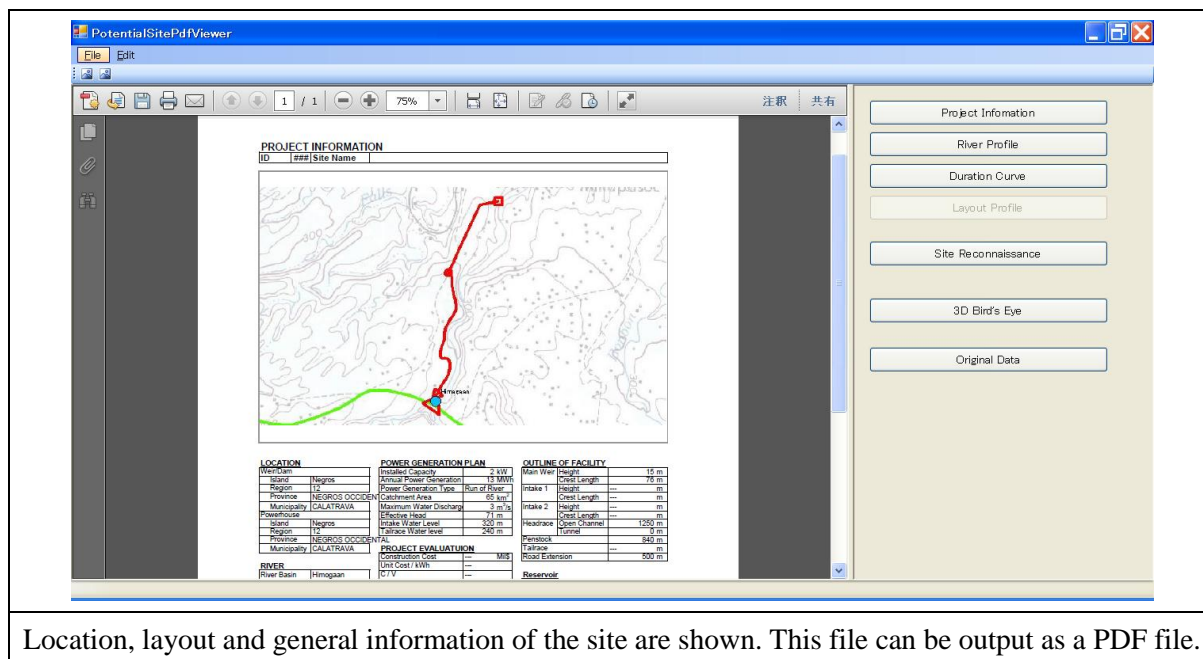 PotentialSitePdfViewer
File Edit
1 / 1 75% 注釈 共有
PROJECT INFORMATION
ID ### Site Name
Himogaan
LOCATION
Weir/Dam
Island Negros
Region 12
Province NEGROS OCCIDENTAL
Municipality CALATRAVA
Powerhouse
Island Negros
Region 12
Province NEGROS OCCIDENTAL
Municipality CALATRAVA
RIVER
River Basin Himogaan
POWER GENERATION PLAN
Installed Capacity 2 kW
Annual Power Generation 13 MWh
Power Generation Type Run of River
Catchment Area 65 km²
Maximum Water Discharg 3 m³/s
Effective Head 71 m
Intake Water Level 320 m
Tailrace Water level 240 m
PROJECT EVALUATUION
Construction Cost --- MI$
Unit Cost / kWh ---
C / V ---
OUTLINE OF FACILITY
Main Weir Height 15 m
Crest Length 76 m
Intake 1 Height --- m
Crest Length --- m
Intake 2 Height --- m
Crest Length --- m
Headrace Open Channel 1250 m
Tunnel 0 m
Penstock 840 m
Tailrace --- m
Road Extension 500 m
Reservoir
Project Infomation
River Profile
Duration Curve
Layout Profile
Site Reconnaissance
3D Bird's Eye
Original Data
Location, layout and general information of the site are shown. This file can be output as a PDF file.